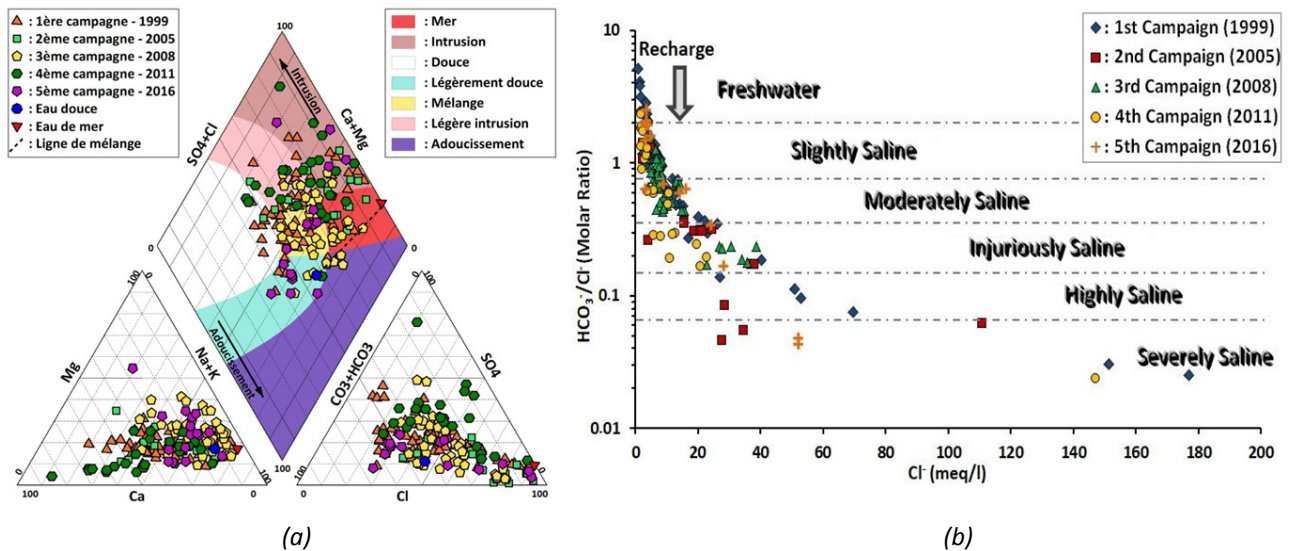 : 1ère campagne - 1999
: 2ème campagne - 2005
: 3ème campagne - 2008
: 4ème campagne - 2011
: 5ème campagne - 2016
: Eau douce
: Eau de mer
: Ligne de mélange
: Mer
: Intrusion
: Douce
: Légèrement douce
: Mélange
: Légère intrusion
: Adoucissement
100
SO4+Cl
Intrusion
Ca+Mg
0
0
Adoucissement
100
Mg
0
0
Na+K
0
100
Ca
0
100
CO3+HCO3
0
0
SO4
100
0
Cl
100
0
(a)
HCO3-/Cl- (Molar Ratio)
10
1
0.1
0.01
0
20
40
60
80
100
120
140
160
180
200
Cl- (meq/l)
Recharge
Freshwater
Slightly Saline
Moderately Saline
Injuriously Saline
Highly Saline
Severely Saline
: 1st Campaign (1999)
: 2nd Campaign (2005)
: 3rd Campaign (2008)
: 4th Campaign (2011)
: 5th Campaign (2016)
(b)